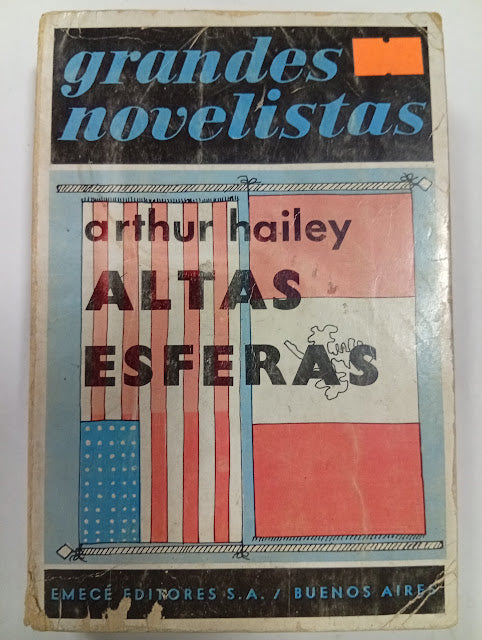 grandes
novelistas
arthur hailey
ALTAS
ESFERAS
EMECÉ EDITORES S.A. / BUENOS AIRES